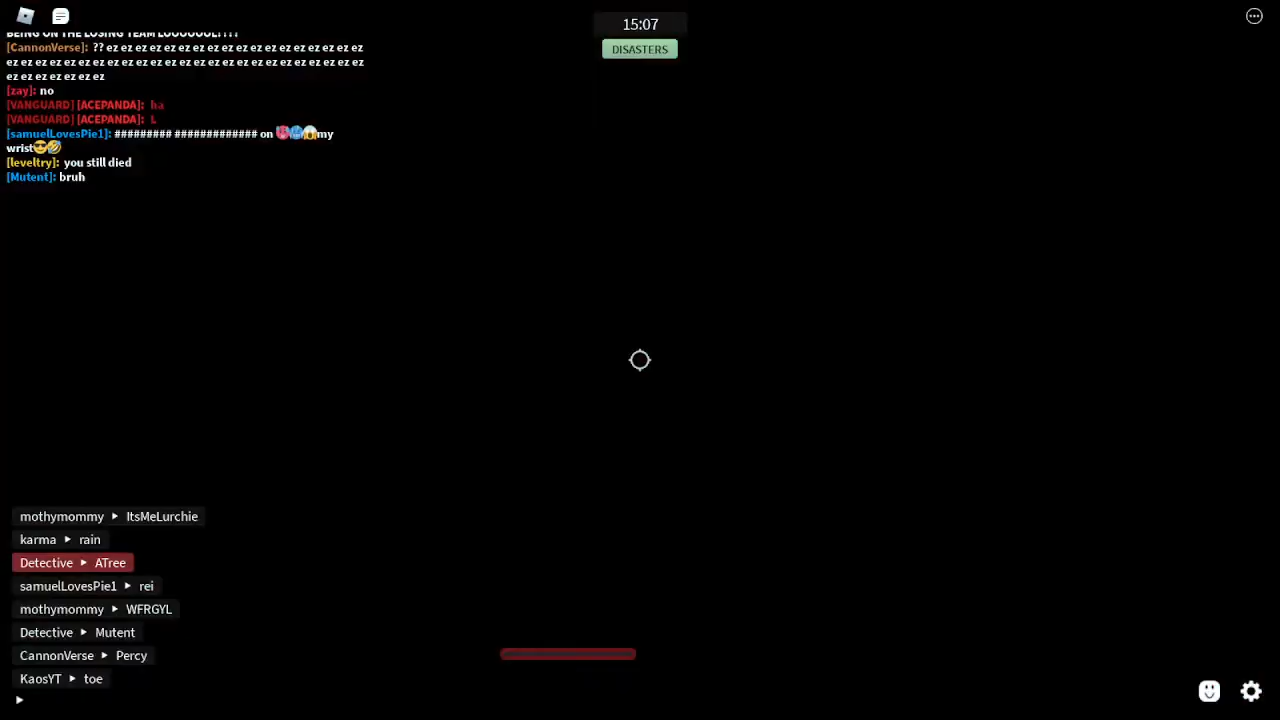 15:07
DISASTERS
BEING ON THE LOSING TEAM LOOOOOOL!!!!
[CannonVerse]: ?? ez ez ez ez ez ez ez ez ez ez ez ez ez ez ez ez ez ez
ez ez ez ez ez ez ez ez ez ez ez ez ez ez ez ez ez ez ez ez ez ez ez ez ez ez ez
ez ez ez ez ez ez ez
[zay]: no
[VANGUARD] [ACEPANDA]: ha
[VANGUARD] [ACEPANDA]: L
[samuelLovesPie1]: ######### ############# on 🥵🥶😱my
wrist😎🤣
[leveltry]: you still died
[Mutent]: bruh
mothymommy ▸ ItsMeLurchie
karma ▸ rain
Detective ▸ ATree
samuelLovesPie1 ▸ rei
mothymommy ▸ WFRGYL
Detective ▸ Mutent
CannonVerse ▸ Percy
KaosYT ▸ toe